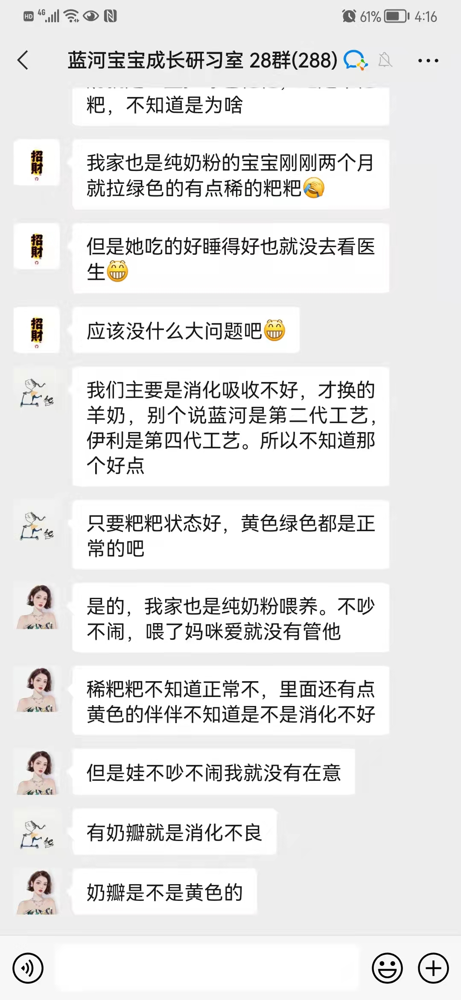 HD 4G 61% 4:16
蓝河宝宝成长研习室 28群(288)
粑，不知道是为啥
招財
我家也是纯奶粉的宝宝刚刚两个月
就拉绿色的有点稀的粑粑
招財
但是她吃的好睡得好也就没去看医
生
招財
应该没什么大问题吧
我们主要是消化吸收不好，才换的
羊奶，别个说蓝河是第二代工艺，
伊利是第四代工艺。所以不知道那
个好点
只要粑粑状态好，黄色绿色都是正
常的吧
是的，我家也是纯奶粉喂养。不吵
不闹，喂了妈咪爱就没有管他
稀粑粑不知道正常不，里面还有点
黄色的伴伴不知道是不是消化不好
但是娃不吵不闹我就没有在意
有奶瓣就是消化不良
奶瓣是不是黄色的